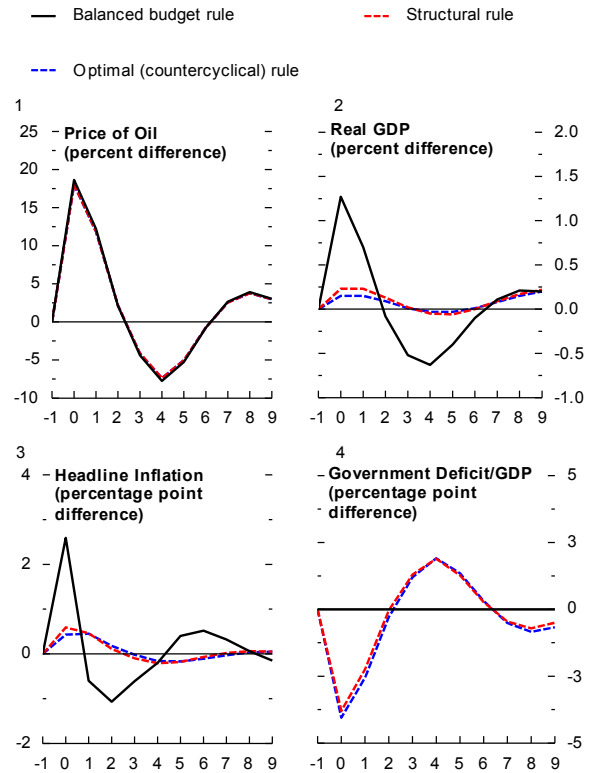 Balanced budget rule
Structural rule
Optimal (countercyclical) rule
1
Price of Oil
(percent difference)
25
20
15
10
5
0
-5
-10
-1 0 1 2 3 4 5 6 7 8 9
2
Real GDP
(percent difference)
2.0
1.5
1.0
0.5
0.0
-0.5
-1.0
-1 0 1 2 3 4 5 6 7 8 9
3
Headline Inflation
(percentage point
difference)
4
2
0
-2
-1 0 1 2 3 4 5 6 7 8 9
4
Government Deficit/GDP
(percentage point
difference)
5
3
0
-3
-5
-1 0 1 2 3 4 5 6 7 8 9